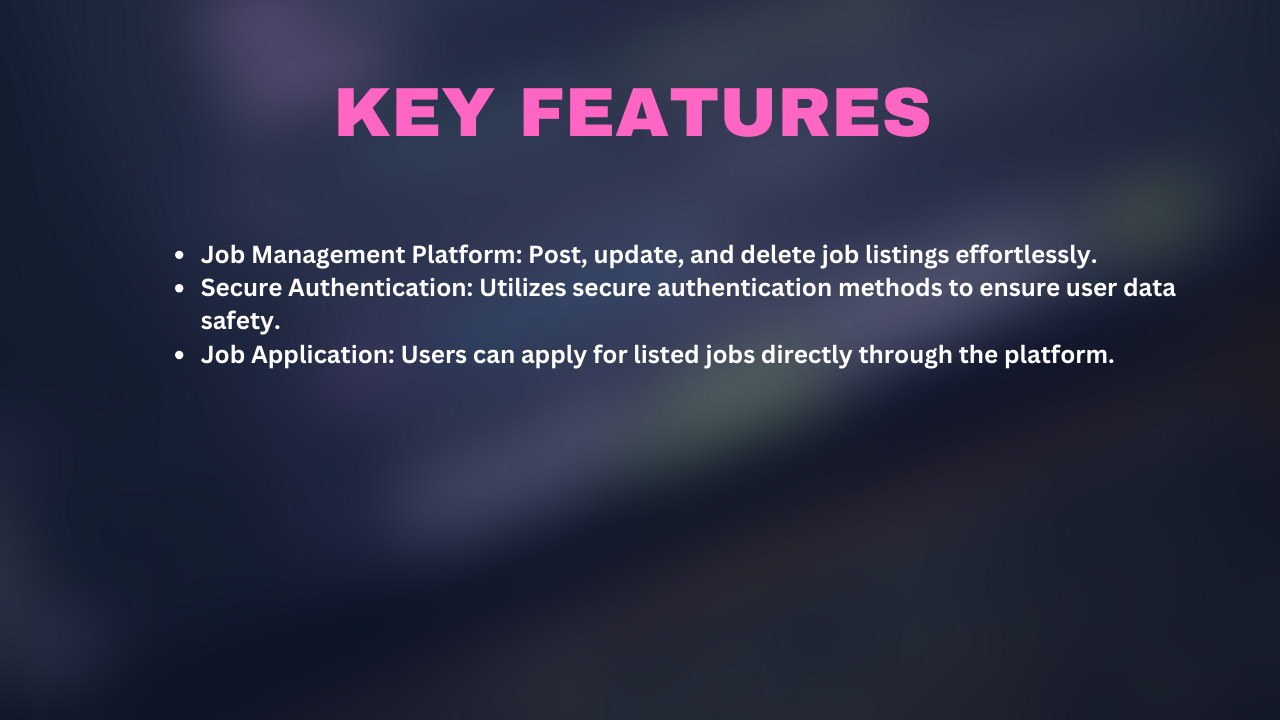 KEY FEATURES
• Job Management Platform: Post, update, and delete job listings effortlessly.
• Secure Authentication: Utilizes secure authentication methods to ensure user data
safety.
• Job Application: Users can apply for listed jobs directly through the platform.